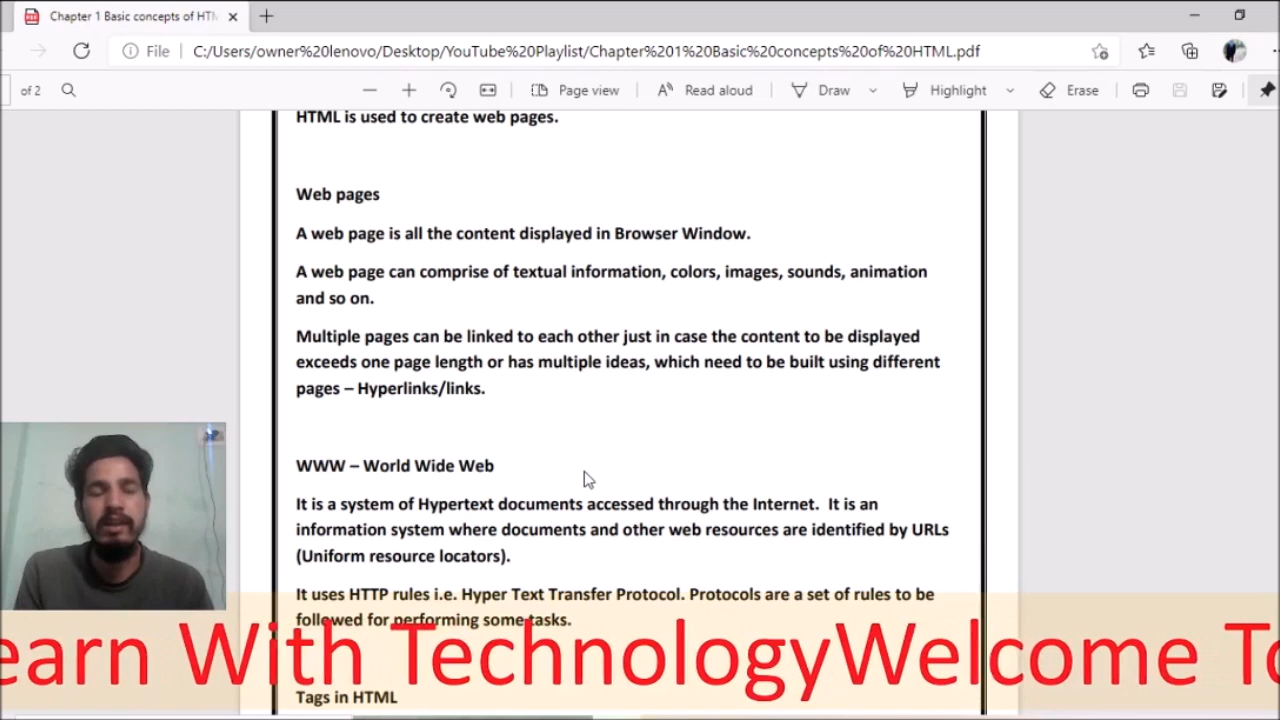 Chapter 1 Basic concepts of HTM
File
C:/Users/owner%20lenovo/Desktop/YouTube%20Playlist/Chapter%201%20Basic%20concepts%20of%20HTML.pdf
of 2
Page view
Read aloud
Draw
Highlight
Erase
HTML is used to create web pages.
Web pages
A web page is all the content displayed in Browser Window.
A web page can comprise of textual information, colors, images, sounds, animation
and so on.
Multiple pages can be linked to each other just in case the content to be displayed
exceeds one page length or has multiple ideas, which need to be built using different
pages – Hyperlinks/links.
WWW – World Wide Web
It is a system of Hypertext documents accessed through the Internet.  It is an
information system where documents and other web resources are identified by URLs
(Uniform resource locators).
It uses HTTP rules i.e. Hyper Text Transfer Protocol. Protocols are a set of rules to be
followed for performing some tasks.
earn With TechnologyWelcome To
Tags in HTML